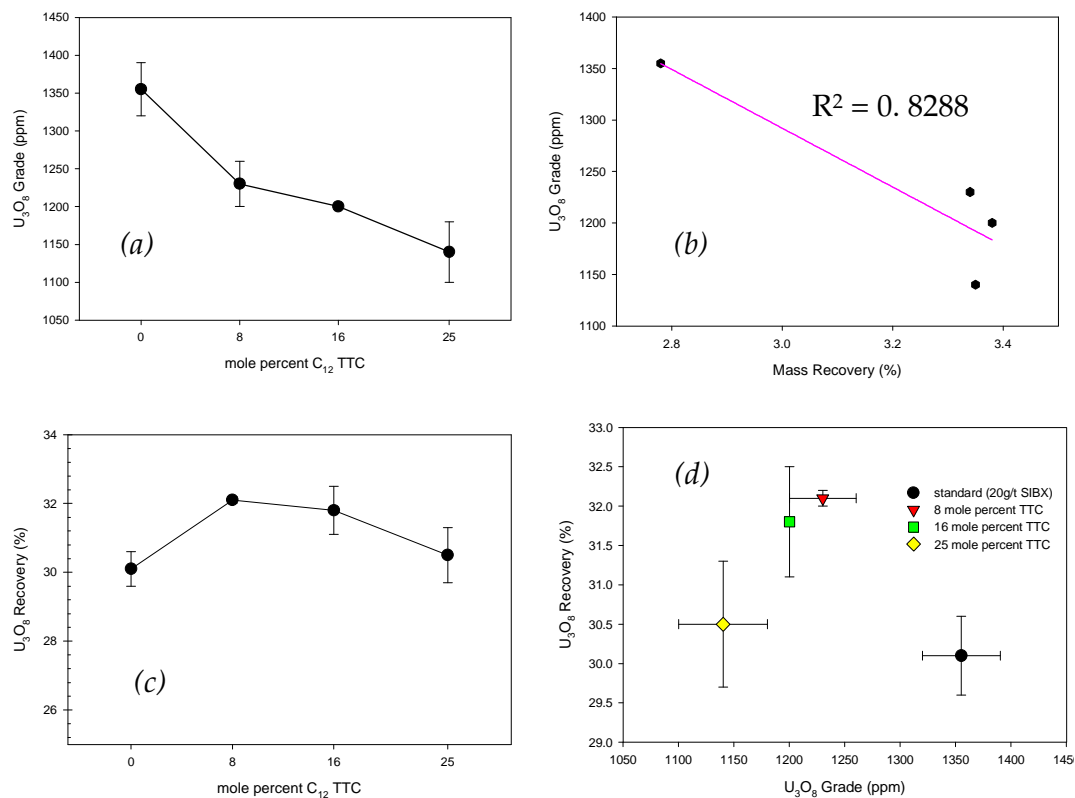 1450
1400
1350
1300
1250
1200
1150
1100
1050
U₃O₈ Grade (ppm)
(a)
0 8 16 25
mole percent C₁₂ TTC
1350
1300
1250
1200
1150
1100
U₃O₈ Grade (ppm)
R² = 0. 8288
(b)
2.8 3.0 3.2 3.4
Mass Recovery (%)
34
32
30
28
26
U₃O₈ Recovery (%)
(c)
0 8 16 25
mole percent C₁₂ TTC
33.0
32.5
32.0
31.5
31.0
30.5
30.0
29.5
29.0
U₃O₈ Recovery (%)
(d)
standard (20g/t SIBX)
8 mole percent TTC
16 mole percent TTC
25 mole percent TTC
1050 1100 1150 1200 1250 1300 1350 1400 1450
U₃O₈ Grade (ppm)